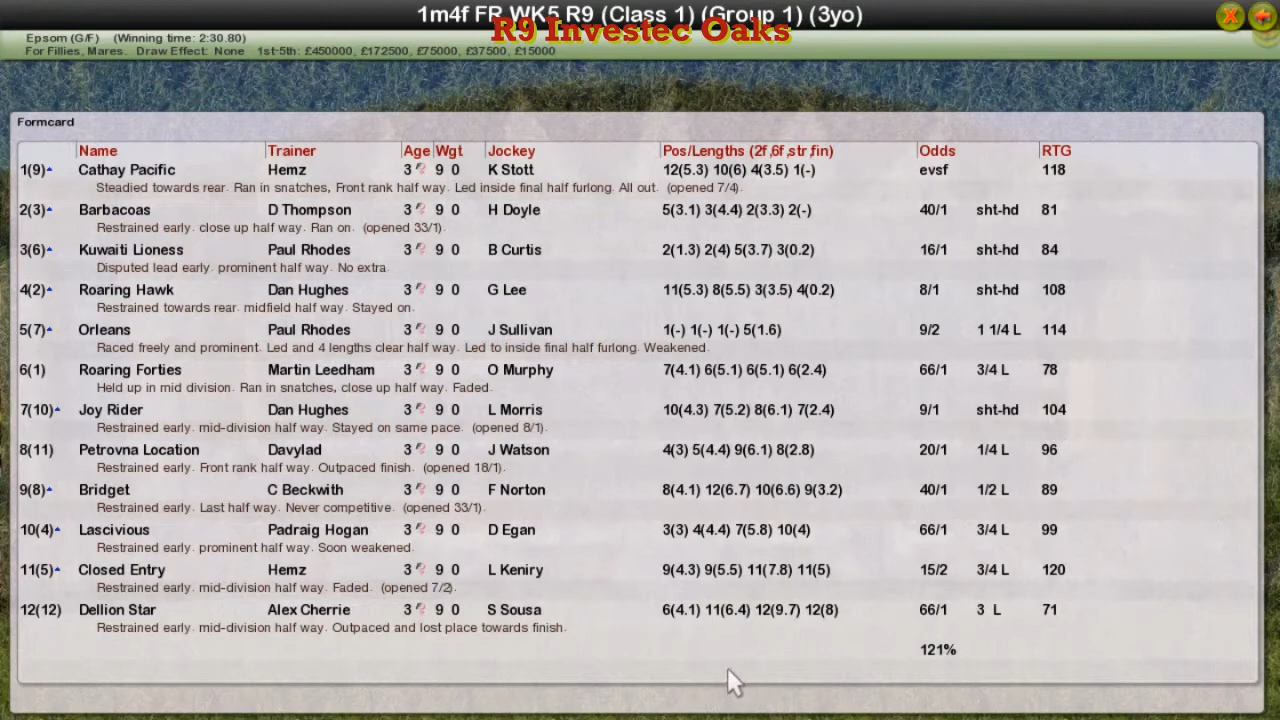 1m4f FR WK5 R9 (Class 1) (Group 1) (3yo)
R9 Investec Oaks
Epsom (G/F) (Winning time: 2:30.80)
For Fillies, Mares. Draw Effect: None 1st-5th: £450000, £172500, £75000, £37500, £15000
Formcard
Name Trainer Age Wgt Jockey Pos/Lengths (2f,6f,str,fin) Odds RTG
1(9) Cathay Pacific Hemz 3 9 0 K Stott 12(5.3) 10(6) 4(3.5) 1(-) evsf 118
Steadied towards rear. Ran in snatches, Front rank half way. Led inside final half furlong. All out. (opened 7/4).
2(3) Barbacoas D Thompson 3 9 0 H Doyle 5(3.1) 3(4.4) 2(3.3) 2(-) 40/1 sht-hd 81
Restrained early. close up half way. Ran on. (opened 33/1).
3(6) Kuwaiti Lioness Paul Rhodes 3 9 0 B Curtis 2(1.3) 2(4) 5(3.7) 3(0.2) 16/1 sht-hd 84
Disputed lead early. prominent half way. No extra.
4(2) Roaring Hawk Dan Hughes 3 9 0 G Lee 11(5.3) 8(5.5) 3(3.5) 4(0.2) 8/1 sht-hd 108
Restrained towards rear. midfield half way. Stayed on.
5(7) Orleans Paul Rhodes 3 9 0 J Sullivan 1(-) 1(-) 1(-) 5(1.6) 9/2 1 1/4 L 114
Raced freely and prominent. Led and 4 lengths clear half way. Led to inside final half furlong. Weakened.
6(1) Roaring Forties Martin Leedham 3 9 0 O Murphy 7(4.1) 6(5.1) 6(5.1) 6(2.4) 66/1 3/4 L 78
Held up in mid division. Ran in snatches, close up half way. Faded.
7(10) Joy Rider Dan Hughes 3 9 0 L Morris 10(4.3) 7(5.2) 8(6.1) 7(2.4) 9/1 sht-hd 104
Restrained early. mid-division half way. Stayed on same pace. (opened 8/1).
8(11) Petrovna Location Davylad 3 9 0 J Watson 4(3) 5(4.4) 9(6.1) 8(2.8) 20/1 1/4 L 96
Restrained early. Front rank half way. Outpaced finish. (opened 18/1).
9(8) Bridget C Beckwith 3 9 0 F Norton 8(4.1) 12(6.7) 10(6.6) 9(3.2) 40/1 1/2 L 89
Restrained early. Last half way. Never competitive. (opened 33/1).
10(4) Lascivious Padraig Hogan 3 9 0 D Egan 3(3) 4(4.4) 7(5.8) 10(4) 66/1 3/4 L 99
Restrained early. prominent half way. Soon weakened.
11(5) Closed Entry Hemz 3 9 0 L Keniry 9(4.3) 9(5.5) 11(7.8) 11(5) 15/2 3/4 L 120
Restrained early. mid-division half way. Faded. (opened 7/2).
12(12) Dellion Star Alex Cherrie 3 9 0 S Sousa 6(4.1) 11(6.4) 12(9.7) 12(8) 66/1 3 L 71
Restrained early. mid-division half way. Outpaced and lost place towards finish.
121%